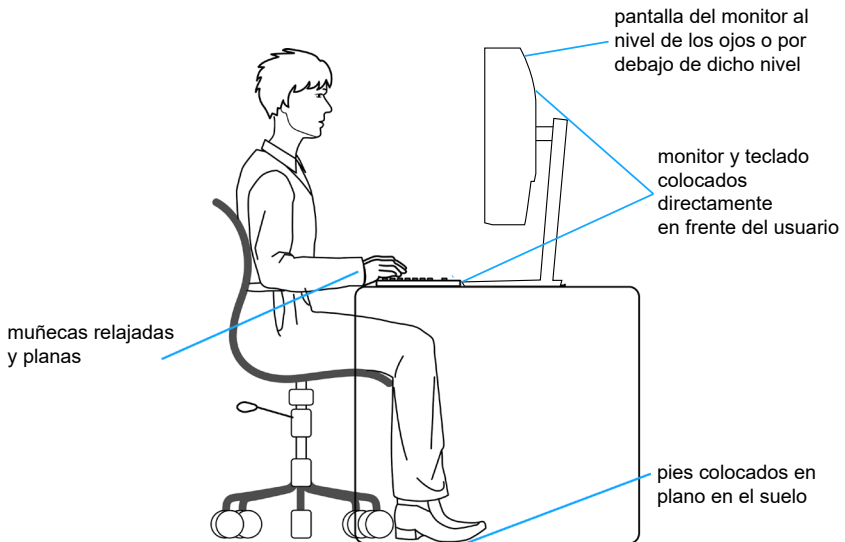 pantalla del monitor al
nivel de los ojos o por
debajo de dicho nivel
monitor y teclado
colocados
directamente
en frente del usuario
muñecas relajadas
y planas
pies colocados en
plano en el suelo